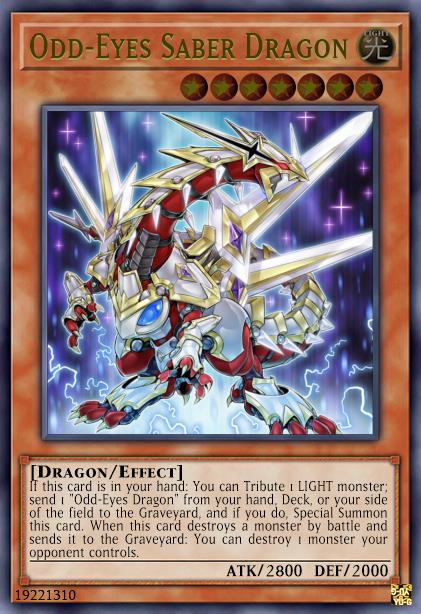 ODD-EYES SABER DRAGON
LIGHT
光
[DRAGON/EFFECT]
If this card is in your hand: You can Tribute 1 LIGHT monster;
send 1 "Odd-Eyes Dragon" from your hand, Deck, or your side
of the field to the Graveyard, and if you do, Special Summon
this card. When this card destroys a monster by battle and
sends it to the Graveyard: You can destroy 1 monster your
opponent controls.
ATK/2800 DEF/2000
19221310